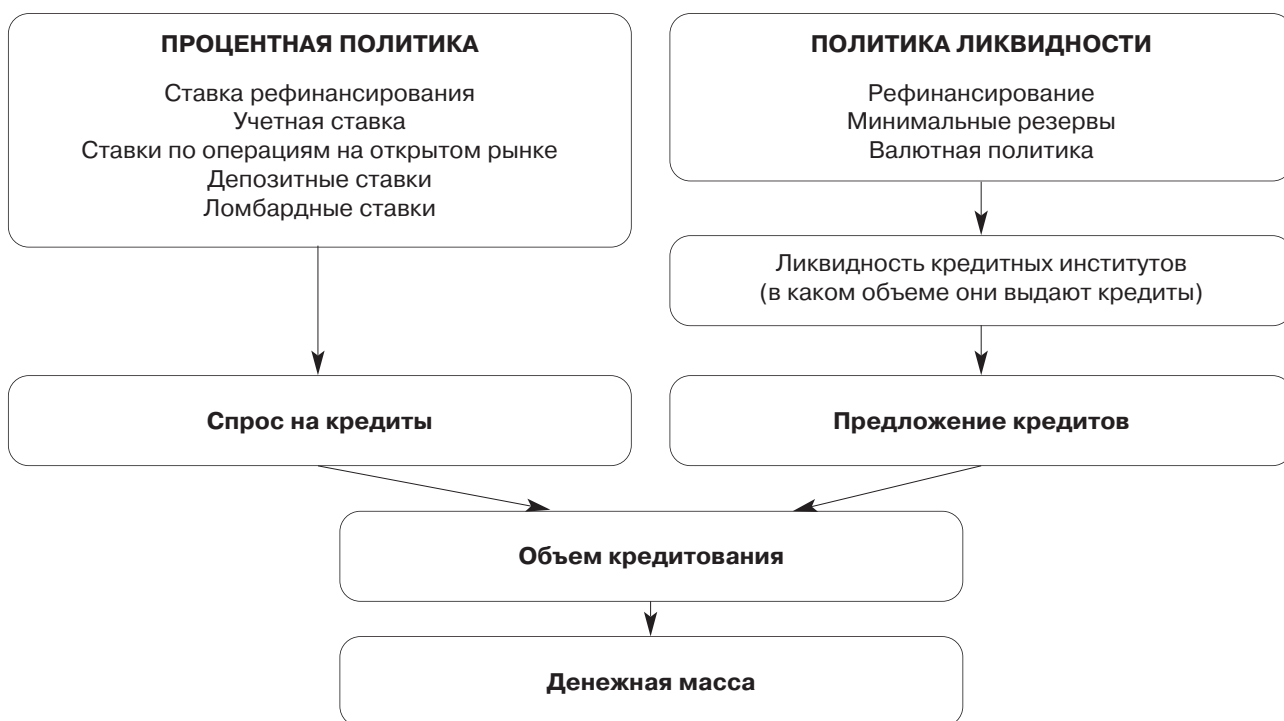 ПРОЦЕНТНАЯ ПОЛИТИКА
Ставка рефинансирования
Учетная ставка
Ставки по операциям на открытом рынке
Депозитные ставки
Ломбардные ставки
ПОЛИТИКА ЛИКВИДНОСТИ
Рефинансирование
Минимальные резервы
Валютная политика
Ликвидность кредитных институтов
(в каком объеме они выдают кредиты)
Спрос на кредиты
Предложение кредитов
Объем кредитования
Денежная масса